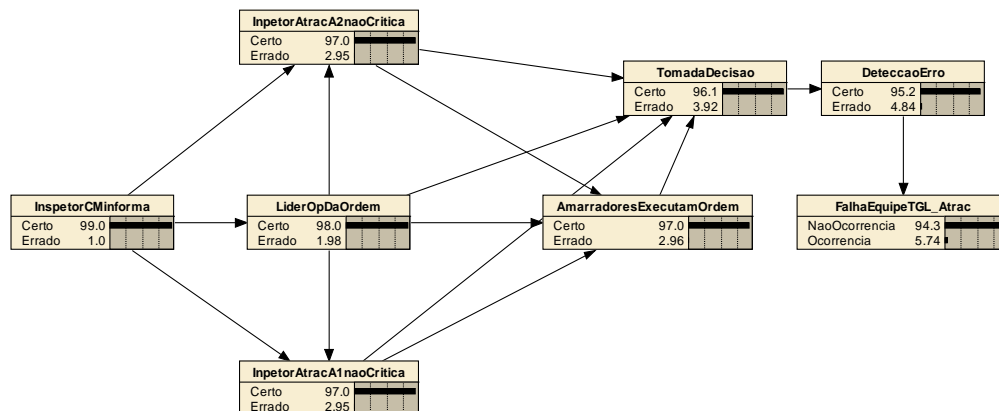 InpetorAtracA2naoCritica
Certo 97.0
Errado 2.95
TomadaDecisao
Certo 96.1
Errado 3.92
DeteccaoErro
Certo 95.2
Errado 4.84
InspetorCMinforma
Certo 99.0
Errado 1.0
LiderOpDaOrdem
Certo 98.0
Errado 1.98
AmarradoresExecutamOrdem
Certo 97.0
Errado 2.96
FalhaEquipeTGL_Atrac
NaoOcorrencia 94.3
Ocorrencia 5.74
InpetorAtracA1naoCritica
Certo 97.0
Errado 2.95